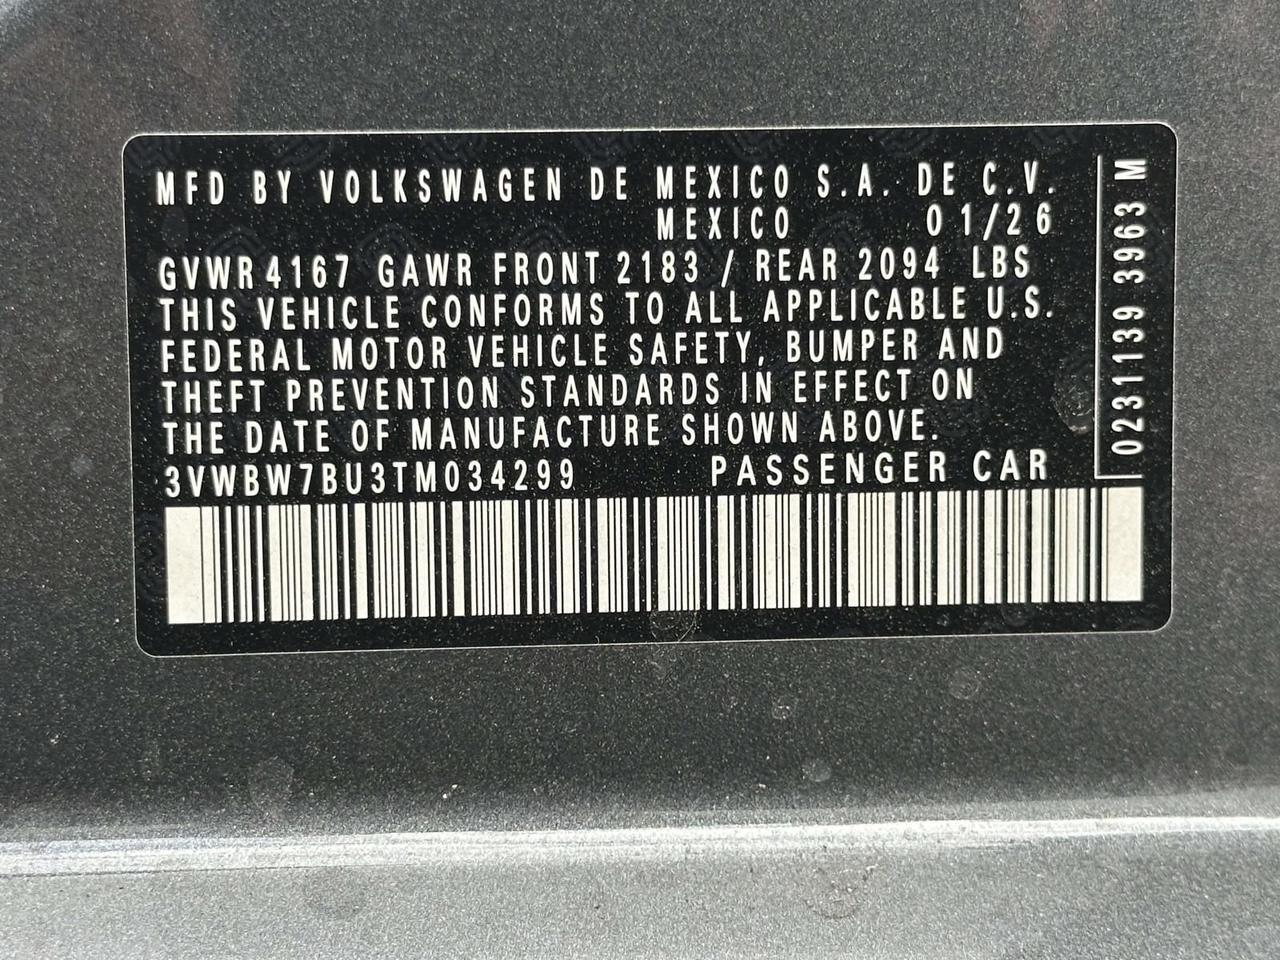 MFD BY VOLKSWAGEN DE MEXICO S.A. DE C.V.
MEXICO 01/26
GVWR 4167 GAWR FRONT 2183 / REAR 2094 LBS
THIS VEHICLE CONFORMS TO ALL APPLICABLE U.S.
FEDERAL MOTOR VEHICLE SAFETY, BUMPER AND
THEFT PREVENTION STANDARDS IN EFFECT ON
THE DATE OF MANUFACTURE SHOWN ABOVE.
3VWBW7BU3TM034299 PASSENGER CAR
0231139 3963 M